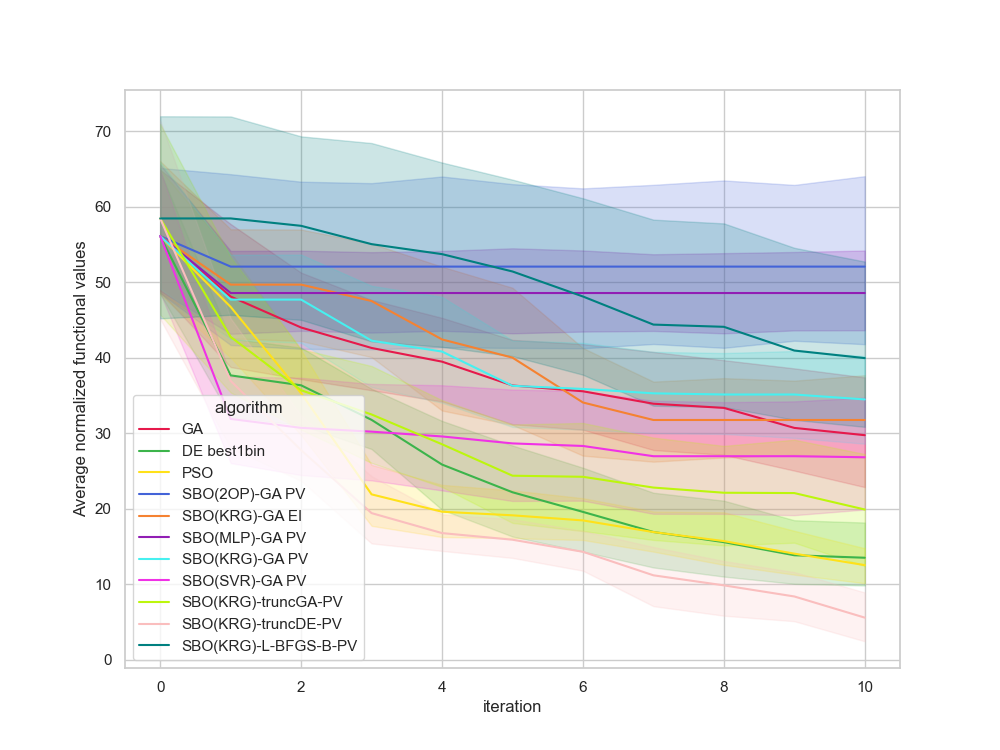 Average normalized functional values
70
60
50
40
30
20
10
0
algorithm
GA
DE best1bin
PSO
SBO(2OP)-GA PV
SBO(KRG)-GA EI
SBO(MLP)-GA PV
SBO(KRG)-GA PV
SBO(SVR)-GA PV
SBO(KRG)-truncGA-PV
SBO(KRG)-truncDE-PV
SBO(KRG)-L-BFGS-B-PV
0 2 4 6 8 10
iteration